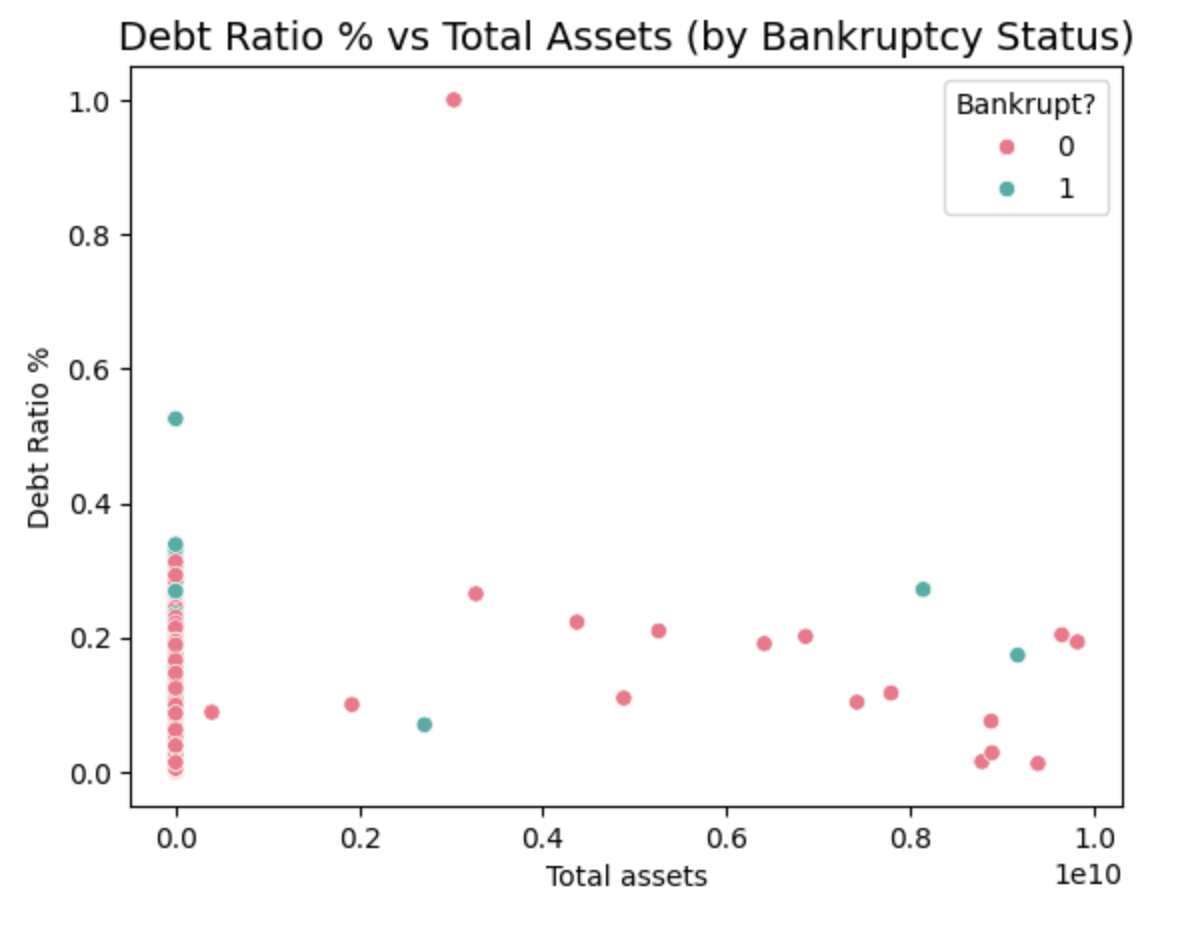 Debt Ratio % vs Total Assets (by Bankruptcy Status)
Bankrupt?
0
1
1.0
0.8
0.6
0.4
0.2
0.0
Debt Ratio %
0.0 0.2 0.4 0.6 0.8 1.0
1e10
Total assets